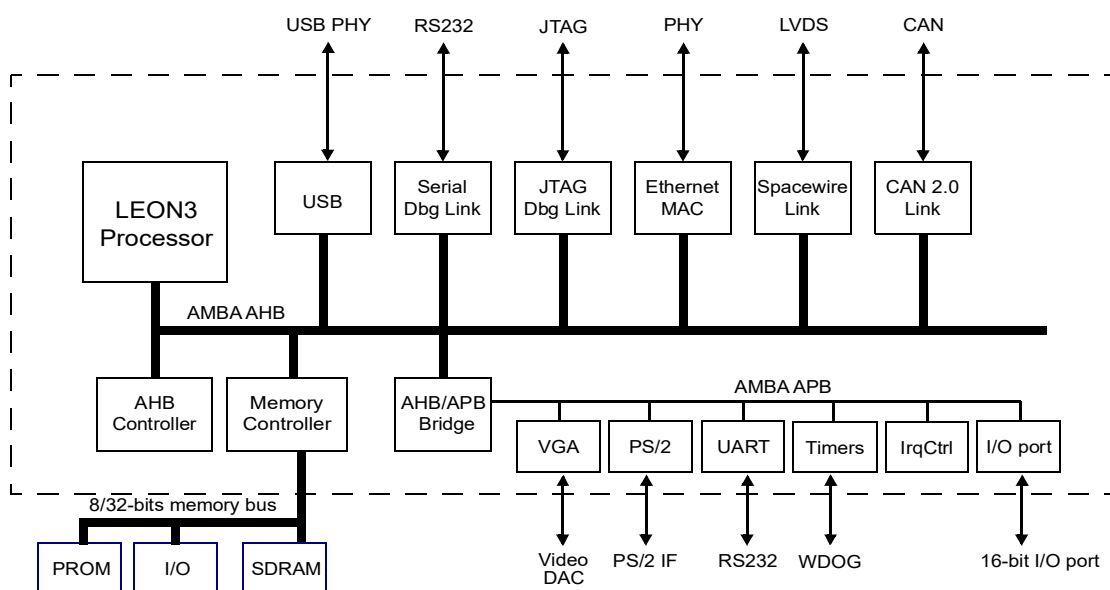 USB PHY
RS232
JTAG
PHY
LVDS
CAN
LEON3
Processor
USB
Serial
Dbg Link
JTAG
Dbg Link
Ethernet
MAC
Spacewire
Link
CAN 2.0
Link
AMBA AHB
AHB
Controller
Memory
Controller
AHB/APB
Bridge
AMBA APB
VGA
PS/2
UART
Timers
IrqCtrl
I/O port
8/32-bits memory bus
PROM
I/O
SDRAM
Video
DAC
PS/2 IF
RS232
WDOG
16-bit I/O port